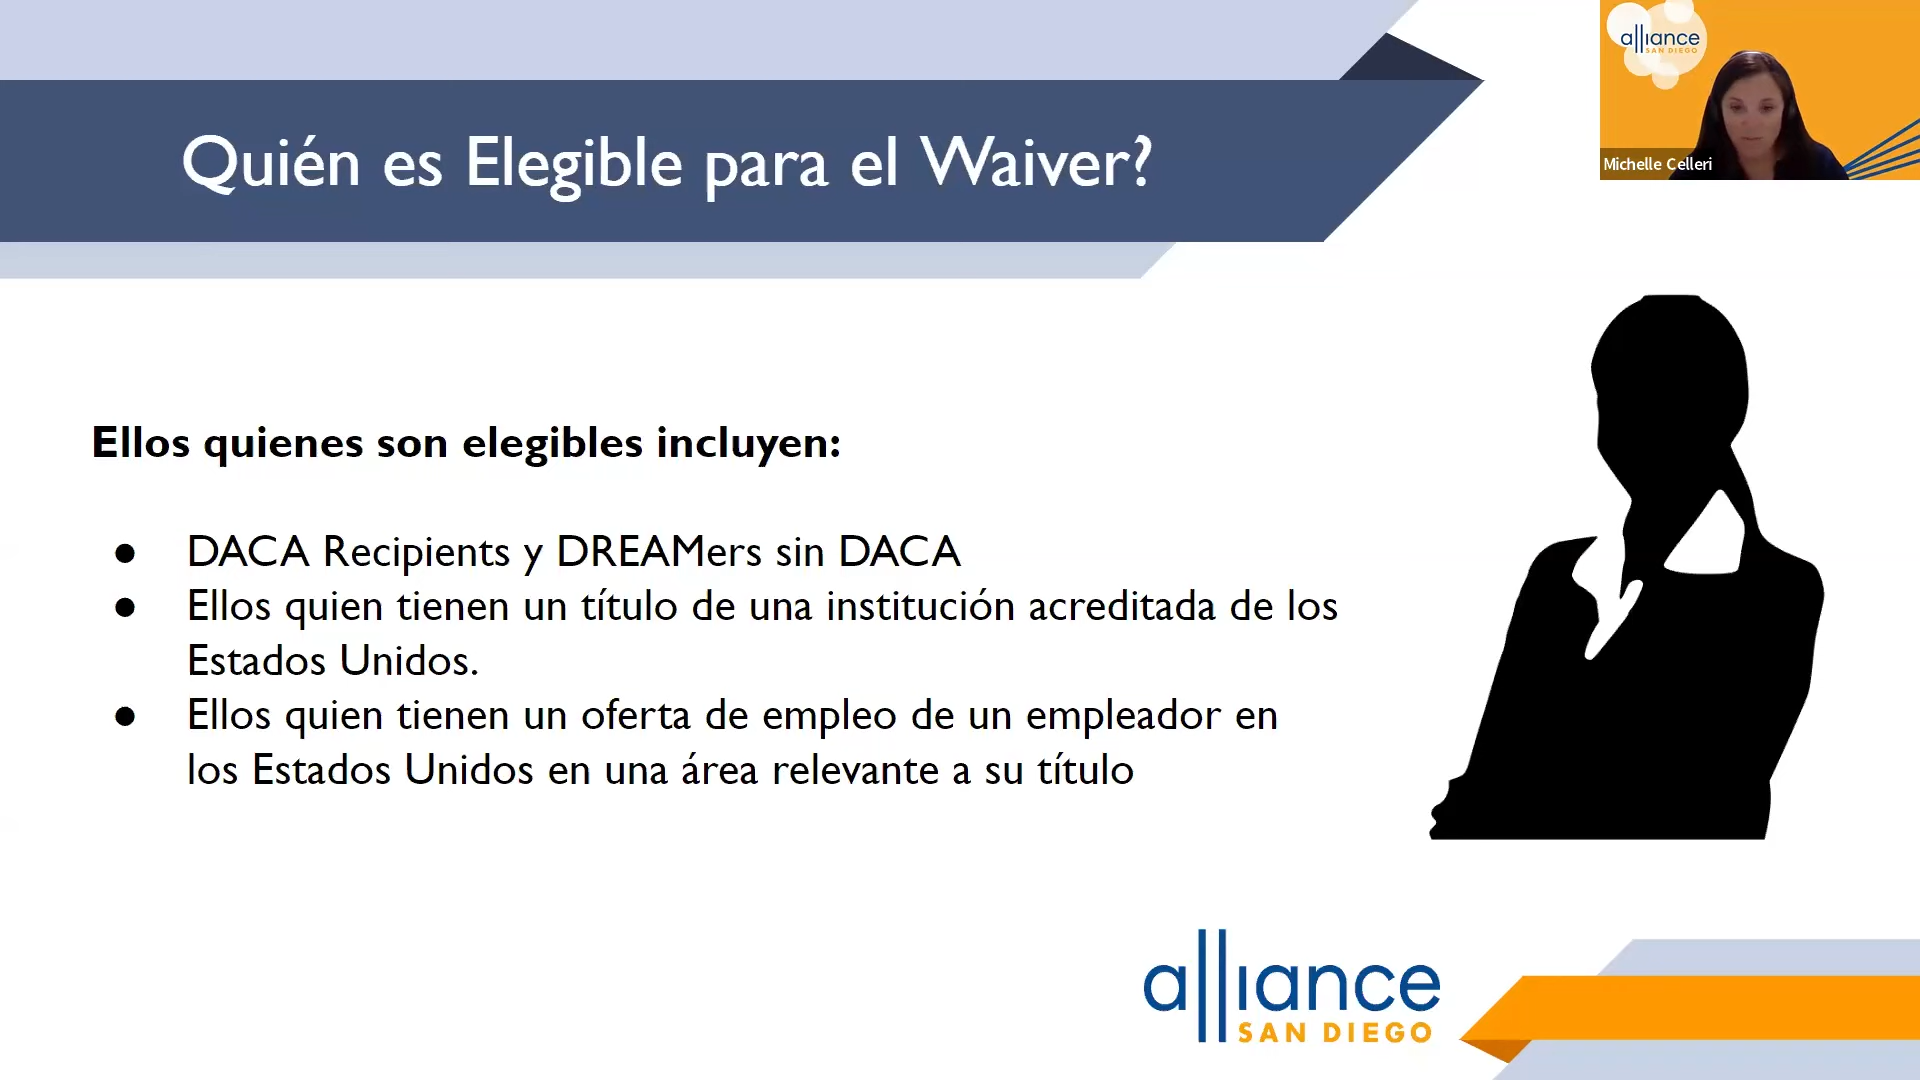 Quién es Elegible para el Waiver?
alliance
SAN DIEGO
Michelle Celleri
Ellos quienes son elegibles incluyen:
● DACA Recipients y DREAMers sin DACA
● Ellos quien tienen un título de una institución acreditada de los
Estados Unidos.
● Ellos quien tienen un oferta de empleo de un empleador en
los Estados Unidos en una área relevante a su título
alliance
SAN DIEGO